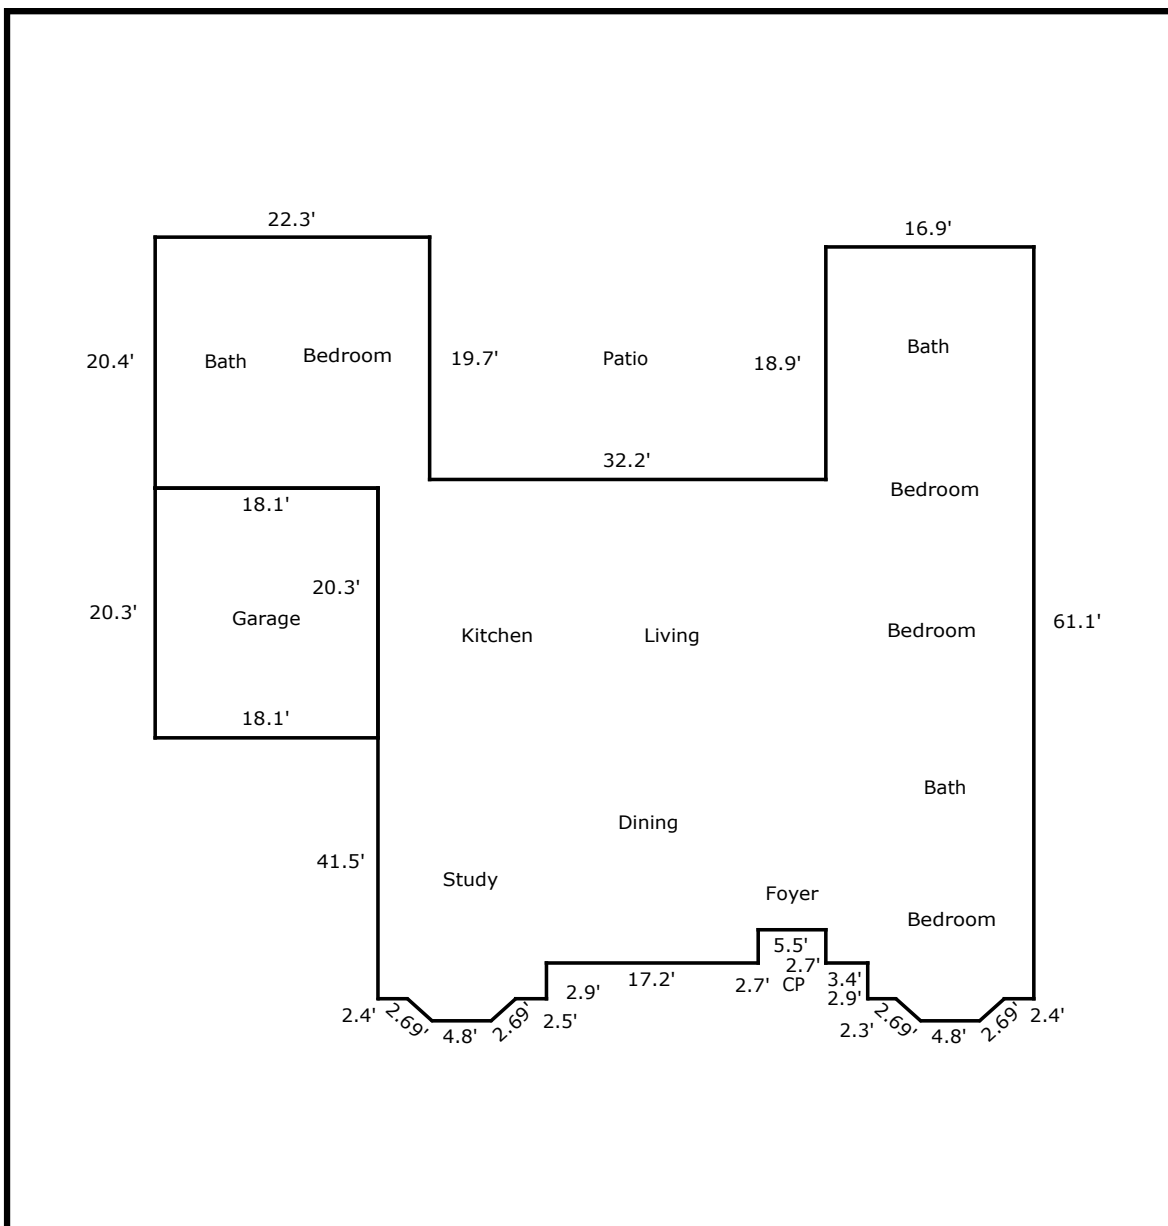 22.3'
16.9'
20.4'
Bath
Bedroom
19.7'
Patio
18.9'
Bath
32.2'
18.1'
Bedroom
20.3'
20.3'
Garage
Kitchen
Living
Bedroom
61.1'
18.1'
Bath
Dining
41.5'
Study
Foyer
Bedroom
5.5'
2.7'
17.2'
2.7'
CP
3.4'
2.9'
2.9'
2.4'
2.69'
4.8'
2.69'
2.5'
2.3'
2.69'
4.8'
2.69'
2.4'